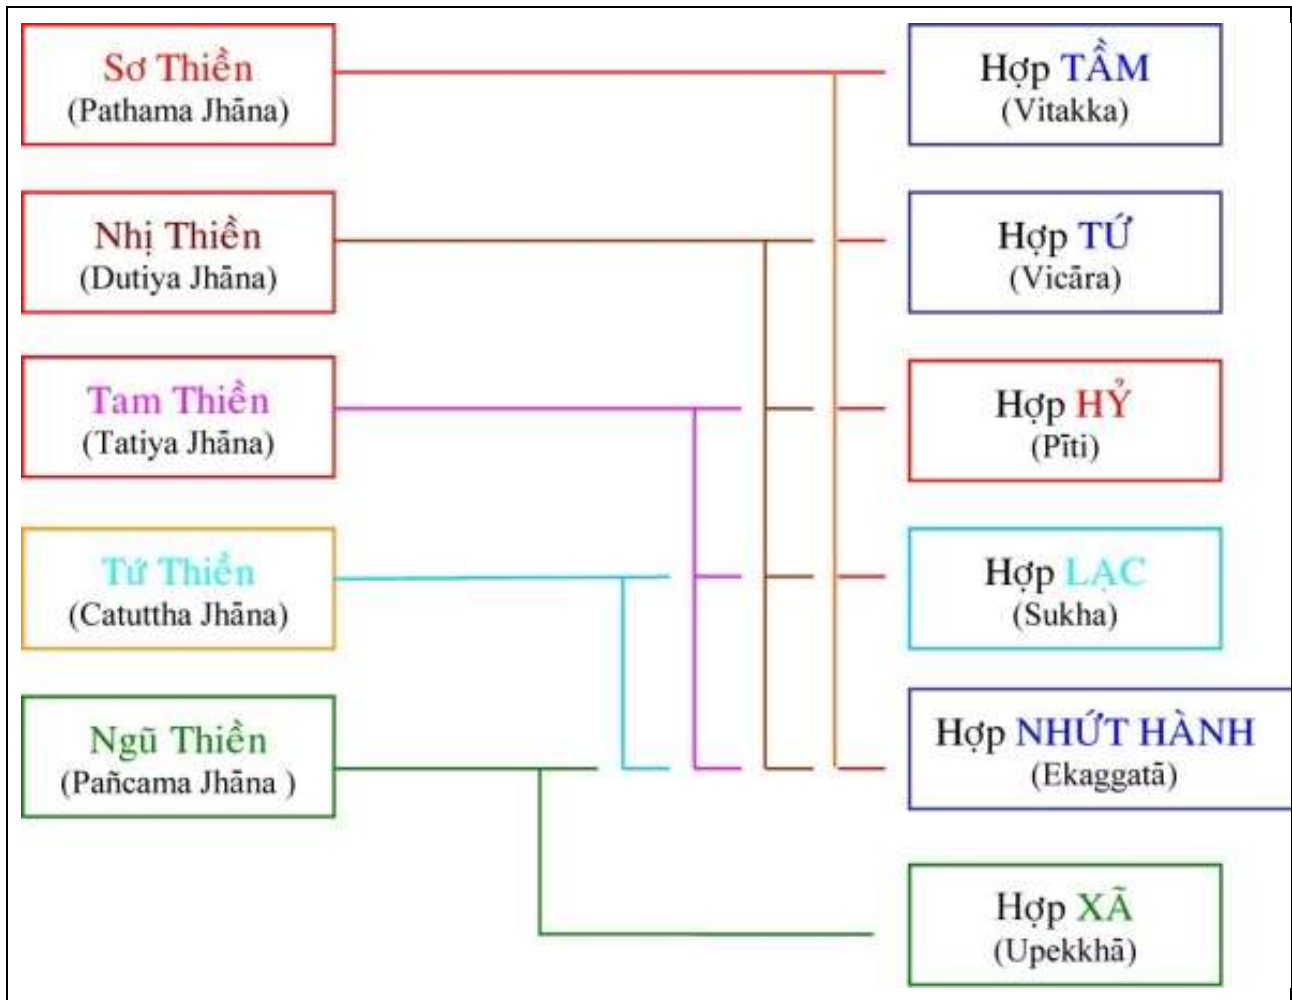 Sơ Thiền
(Pathama Jhāna)
Hợp TẦM
(Vitakka)
Nhị Thiền
(Dutiya Jhāna)
Hợp TỨ
(Vicāra)
Tam Thiền
(Tatiya Jhāna)
Hợp HỶ
(Pīti)
Tứ Thiền
(Catuttha Jhāna)
Hợp LẠC
(Sukha)
Ngũ Thiền
(Pañcama Jhāna )
Hợp NHỨT HÀNH
(Ekaggatā)
Hợp XÃ
(Upekkhā)